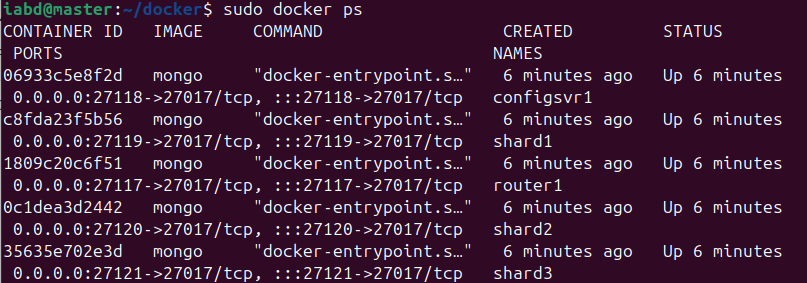 iabd@master:~/docker$ sudo docker ps
CONTAINER ID   IMAGE     COMMAND                  CREATED         STATUS
 PORTS                                           NAMES
06933c5e8f2d   mongo     "docker-entrypoint.s…"   6 minutes ago   Up 6 minutes
 0.0.0.0:27118->27017/tcp, :::27118->27017/tcp   configsvr1
c8fda23f5b56   mongo     "docker-entrypoint.s…"   6 minutes ago   Up 6 minutes
 0.0.0.0:27119->27017/tcp, :::27119->27017/tcp   shard1
1809c20c6f51   mongo     "docker-entrypoint.s…"   6 minutes ago   Up 6 minutes
 0.0.0.0:27117->27017/tcp, :::27117->27017/tcp   router1
0c1dea3d2442   mongo     "docker-entrypoint.s…"   6 minutes ago   Up 6 minutes
 0.0.0.0:27120->27017/tcp, :::27120->27017/tcp   shard2
35635e702e3d   mongo     "docker-entrypoint.s…"   6 minutes ago   Up 6 minutes
 0.0.0.0:27121->27017/tcp, :::27121->27017/tcp   shard3